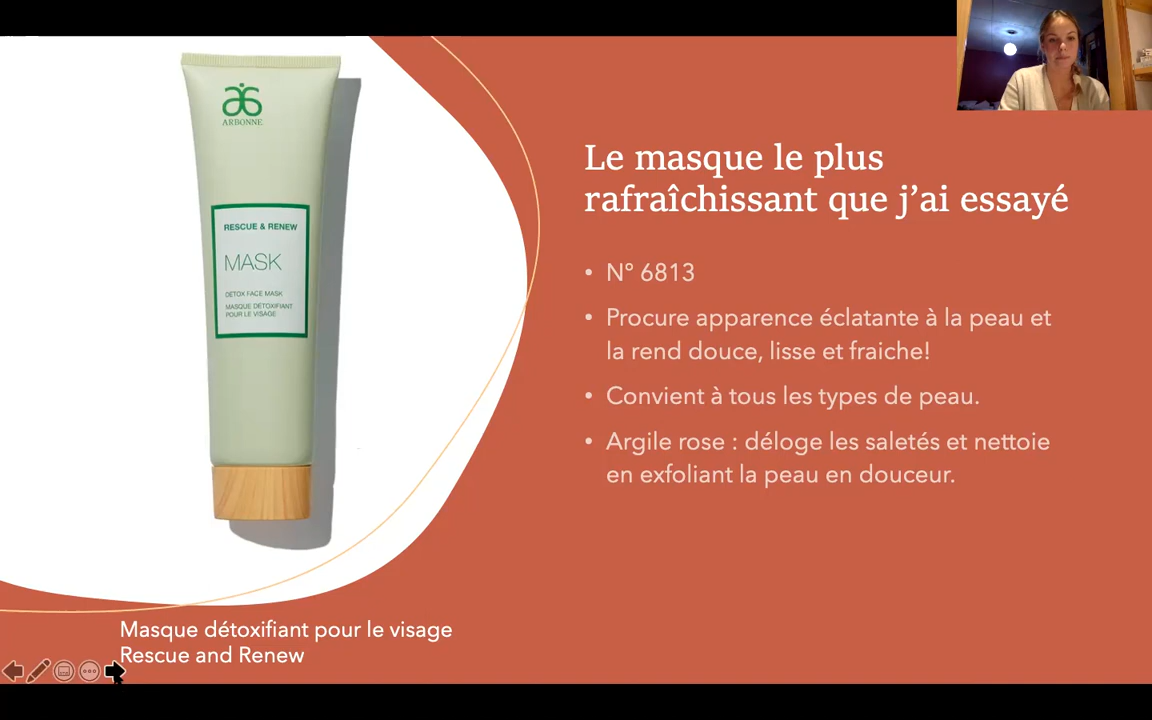 ARBONNE
RESCUE & RENEW
MASK
DETOX FACE MASK
MASQUE DÉTOXIFIANT
POUR LE VISAGE
Le masque le plus
rafraîchissant que j’ai essayé
• N° 6813
• Procure apparence éclatante à la peau et
la rend douce, lisse et fraiche!
• Convient à tous les types de peau.
• Argile rose : déloge les saletés et nettoie
en exfoliant la peau en douceur.
Masque détoxifiant pour le visage
Rescue and Renew